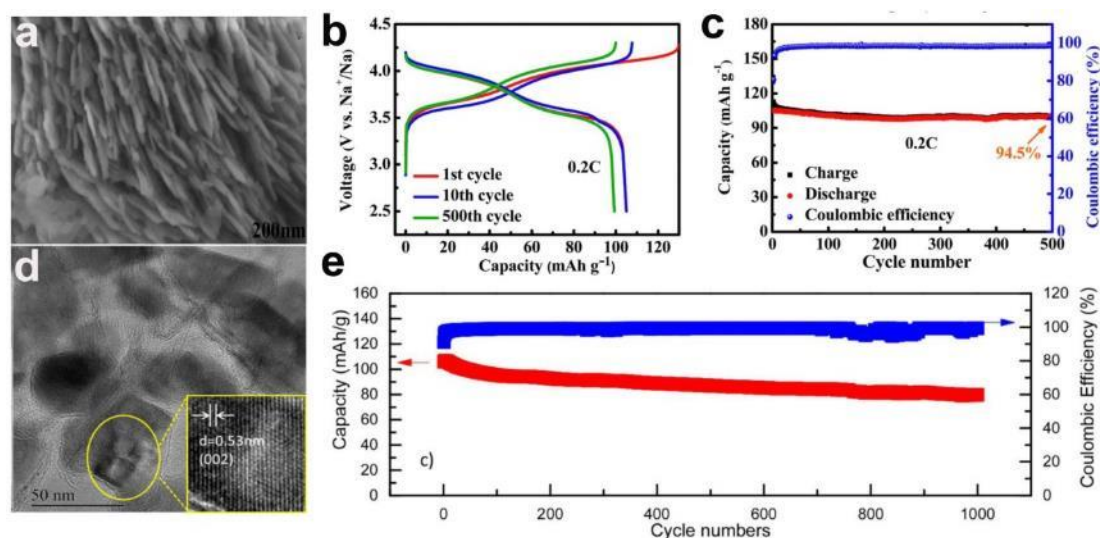 a
200nm
b
4.5
4.0
3.5
3.0
2.5
Voltage (V vs. Na⁺/Na)
0.2C
1st cycle
10th cycle
500th cycle
0 20 40 60 80 100 120
Capacity (mAh g⁻¹)
c
180
150
120
90
60
30
0
Capacity (mAh g⁻¹)
0.2C
94.5%
Charge
Discharge
Coulombic efficiency
100
80
60
40
20
0
Coulombic efficiency (%)
0 100 200 300 400 500
Cycle number
d
50 nm
d=0.53nm
(002)
e
160
140
120
100
80
60
40
20
0
Capacity (mAh/g)
c)
120
100
80
60
40
20
0
Coulombic Efficiency (%)
0 200 400 600 800 1000
Cycle numbers